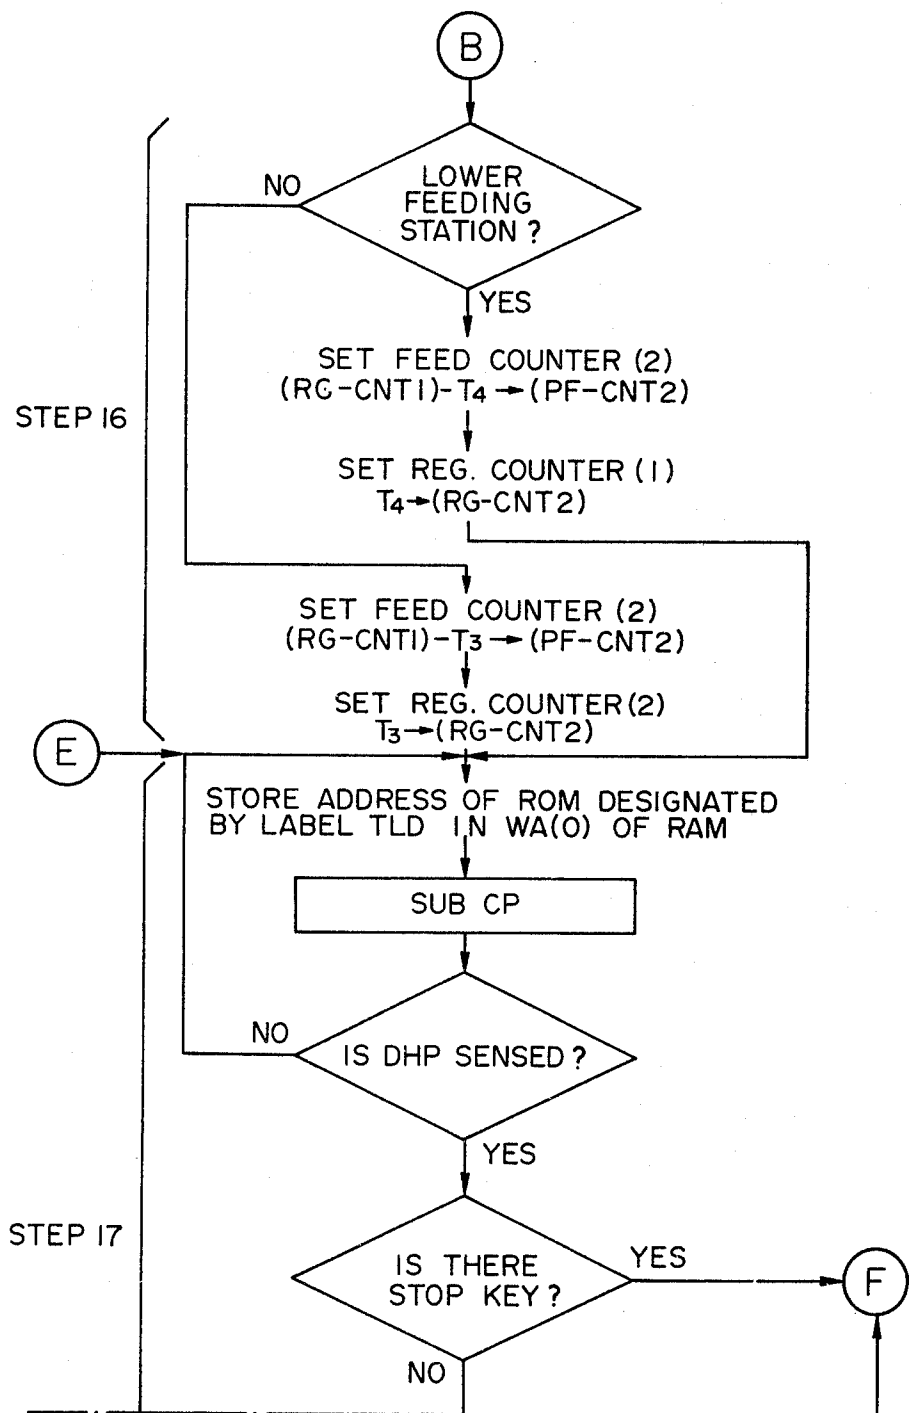 B
LOWER
FEEDING
STATION ?
NO
YES
SET FEED COUNTER (2)
(RG-CNT1)-T4→(PF-CNT2)
STEP 16
SET REG. COUNTER (1)
T4→(RG-CNT2)
SET FEED COUNTER (2)
(RG-CNT1)-T3→(PF-CNT2)
SET REG. COUNTER (2)
T3→(RG-CNT2)
E
STORE ADDRESS OF ROM DESIGNATED
BY LABEL TLD IN WA(0) OF RAM
SUB CP
NO
IS DHP SENSED ?
YES
STEP 17
IS THERE
STOP KEY ?
YES
F
NO